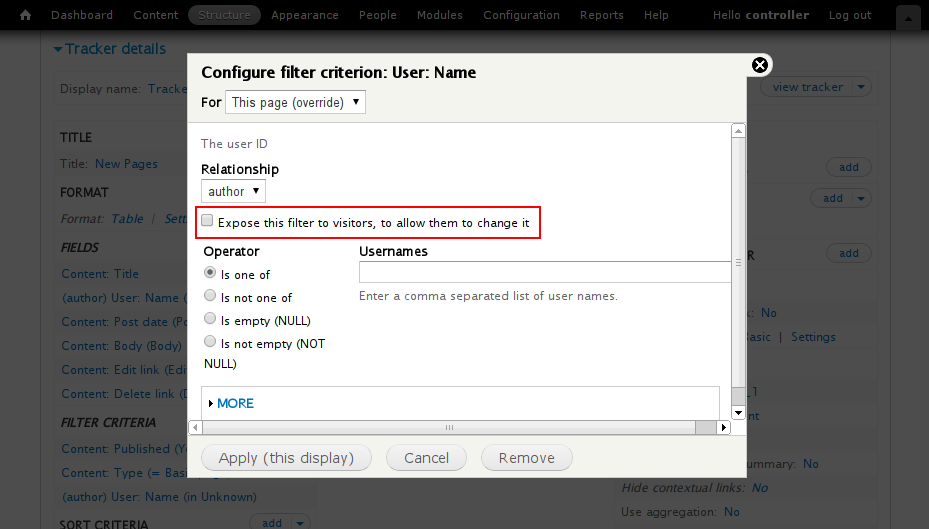 Dashboard Content Structure Appearance People Modules Configuration Reports Help Hello controller Log out
Tracker details
Display name: Tracke
view tracker
Configure filter criterion: User: Name
For This page (override)
TITLE
Title: New Pages
FORMAT
Format: Table | Sett
FIELDS
Content: Title
(author) User: Name (
Content: Post date (Po
Content: Body (Body)
Content: Edit link (Edi
Content: Delete link (D
FILTER CRITERIA
Content: Published (Ye
Content: Type (= Basi
(author) User: Name (in Unknown)
SORT CRITERIA
add
The user ID
Relationship
author
Expose this filter to visitors, to allow them to change it
Operator
Is one of
Is not one of
Is empty (NULL)
Is not empty (NOT
NULL)
Usernames
Enter a comma separated list of user names.
MORE
Apply (this display) Cancel Remove
add
add
R add
k: No
asic | Settings
_1
nt
ummary: No
Hide contextual links: No
Use aggregation: No